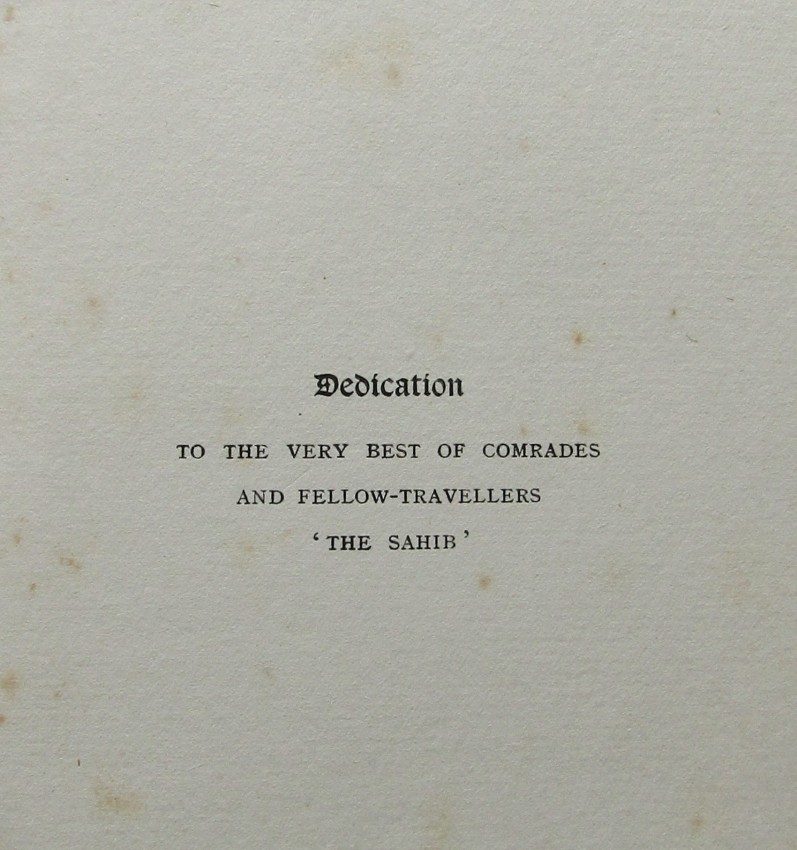 Dedication
TO THE VERY BEST OF COMRADES
AND FELLOW-TRAVELLERS
‘THE SAHIB’